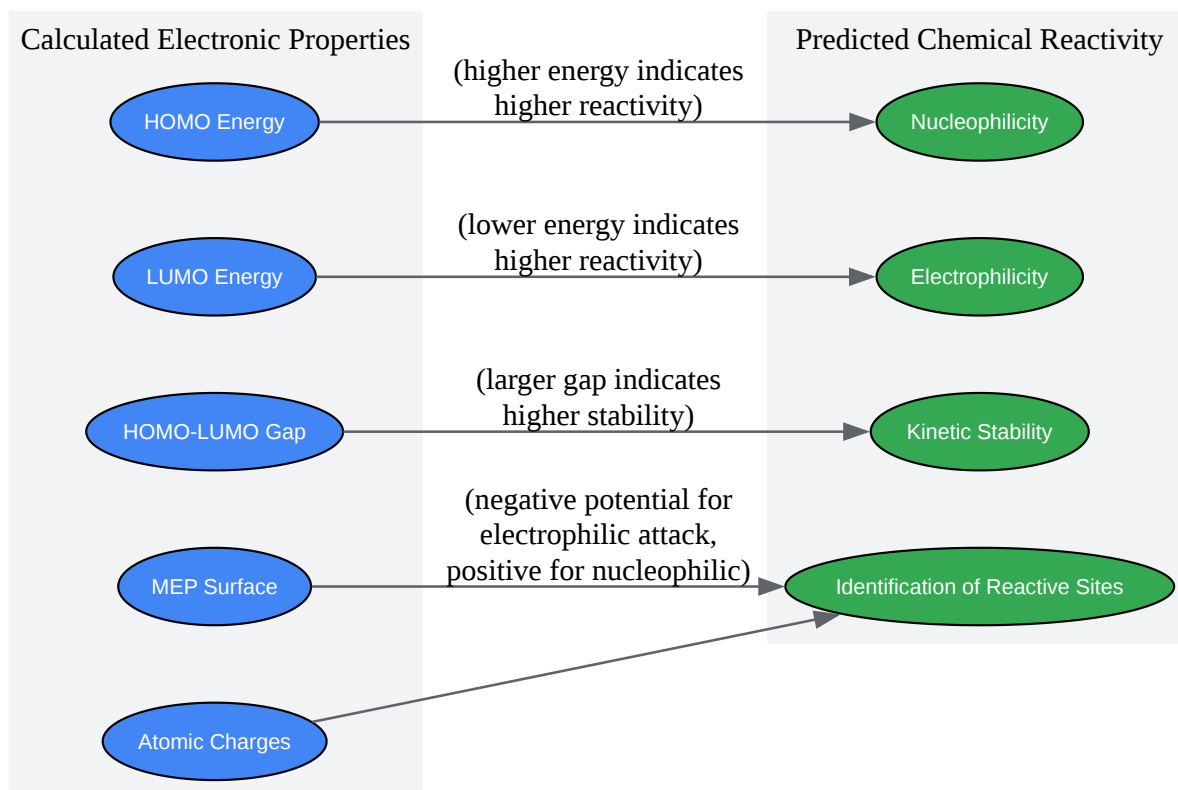 Calculated Electronic Properties
Predicted Chemical Reactivity
HOMO Energy
(higher energy indicates
higher reactivity)
Nucleophilicity
LUMO Energy
(lower energy indicates
higher reactivity)
Electrophilicity
HOMO-LUMO Gap
(larger gap indicates
higher stability)
Kinetic Stability
MEP Surface
(negative potential for
electrophilic attack,
positive for nucleophilic)
Identification of Reactive Sites
Atomic Charges